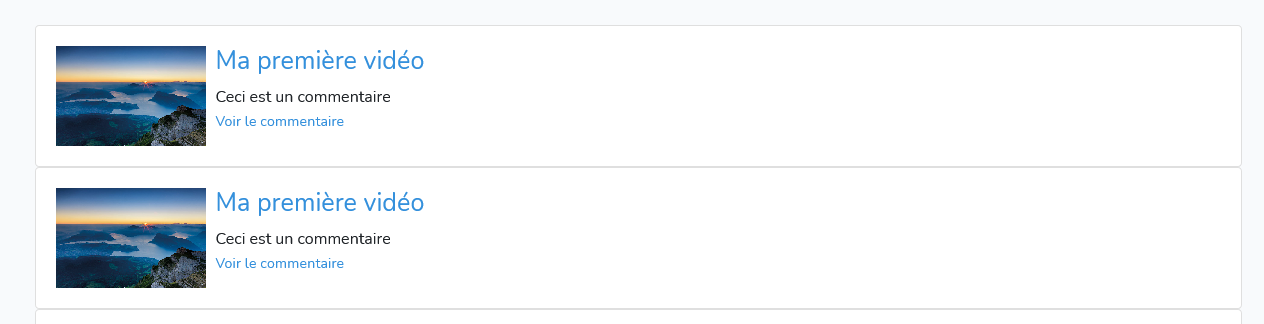 Ma première vidéo
Ceci est un commentaire
Voir le commentaire
Ma première vidéo
Ceci est un commentaire
Voir le commentaire